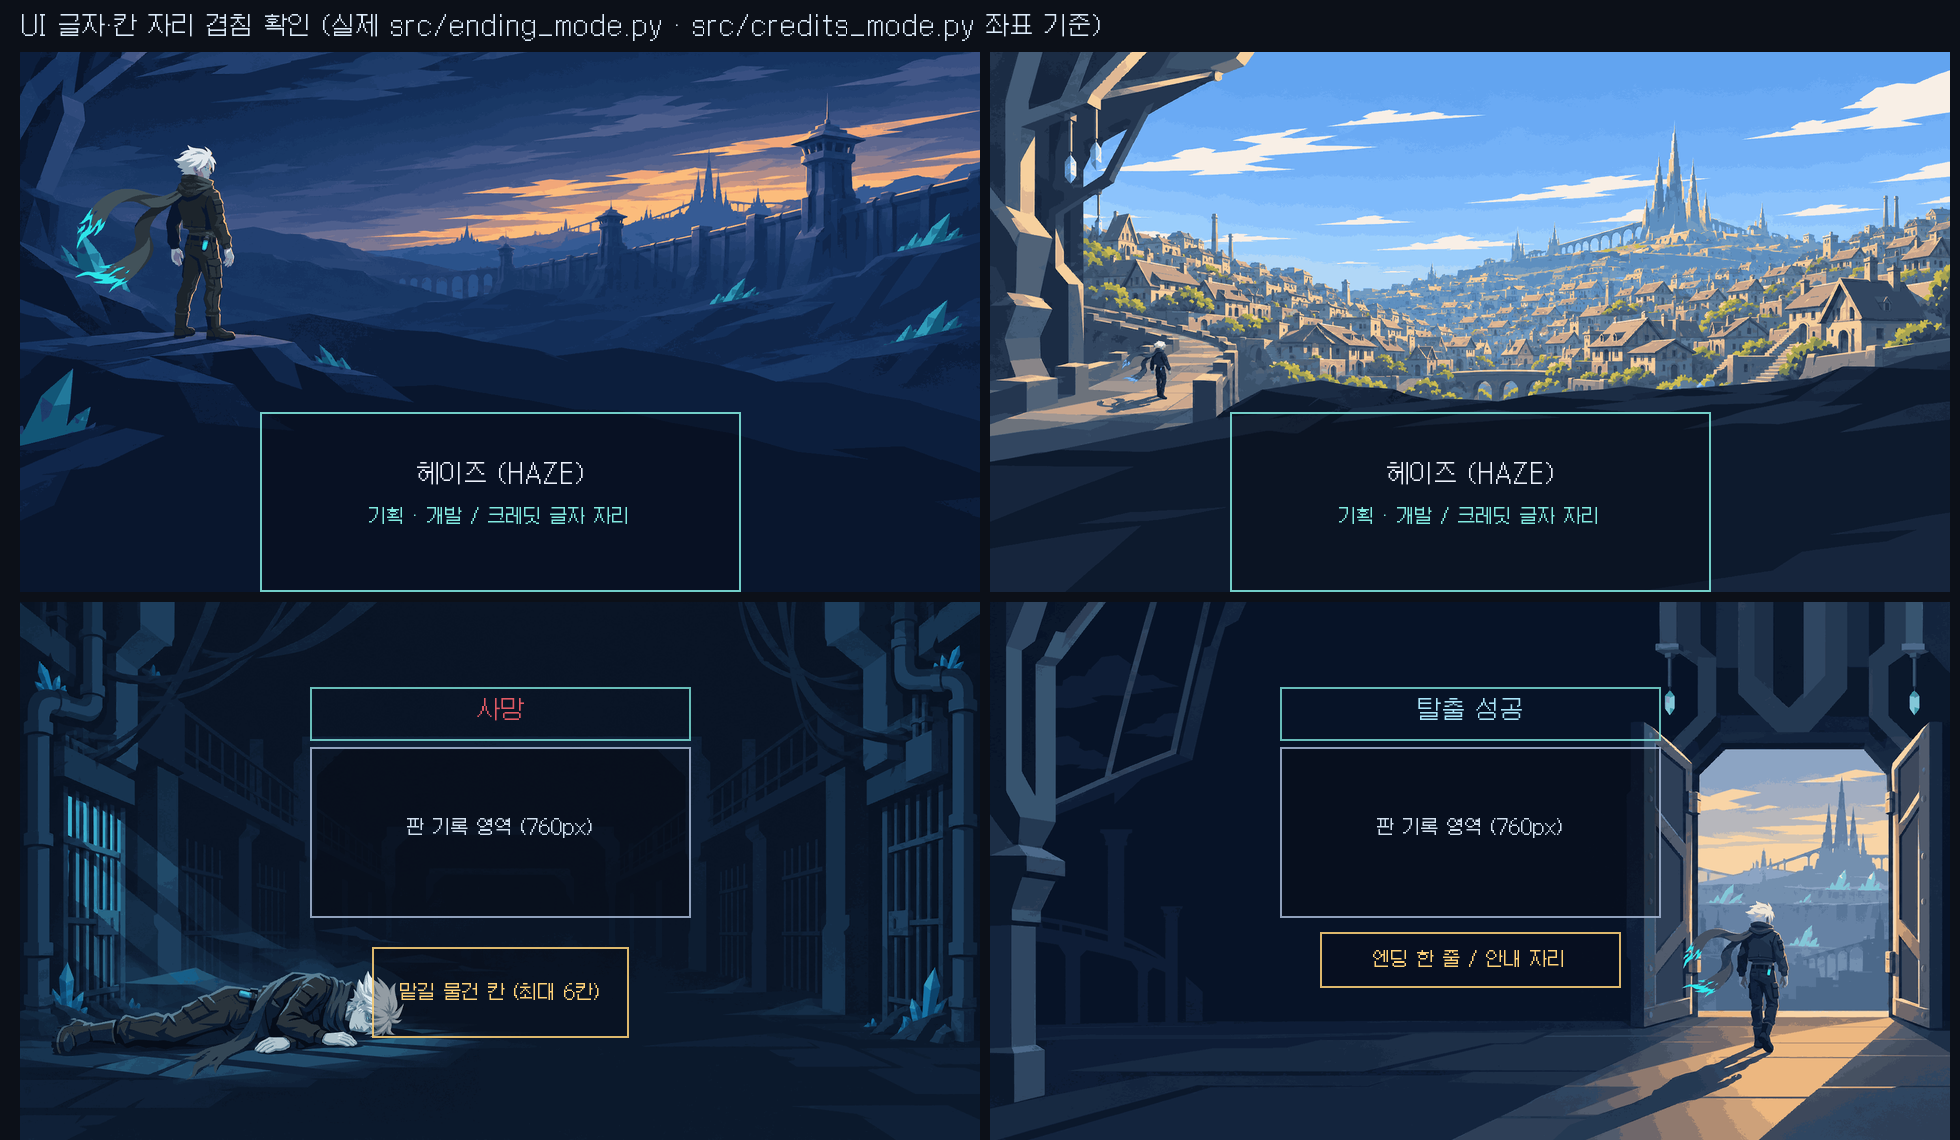 UI 글자·칸 자리 겹침 확인 (실제 src/ending_mode.py · src/credits_mode.py 좌표 기준)
헤이즈 (HAZE)
기획 · 개발 / 크레딧 글자 자리
헤이즈 (HAZE)
기획 · 개발 / 크레딧 글자 자리
사망
판 기록 영역 (760px)
맡길 물건 칸 (최대 6칸)
탈출 성공
판 기록 영역 (760px)
엔딩 한 줄 / 안내 자리